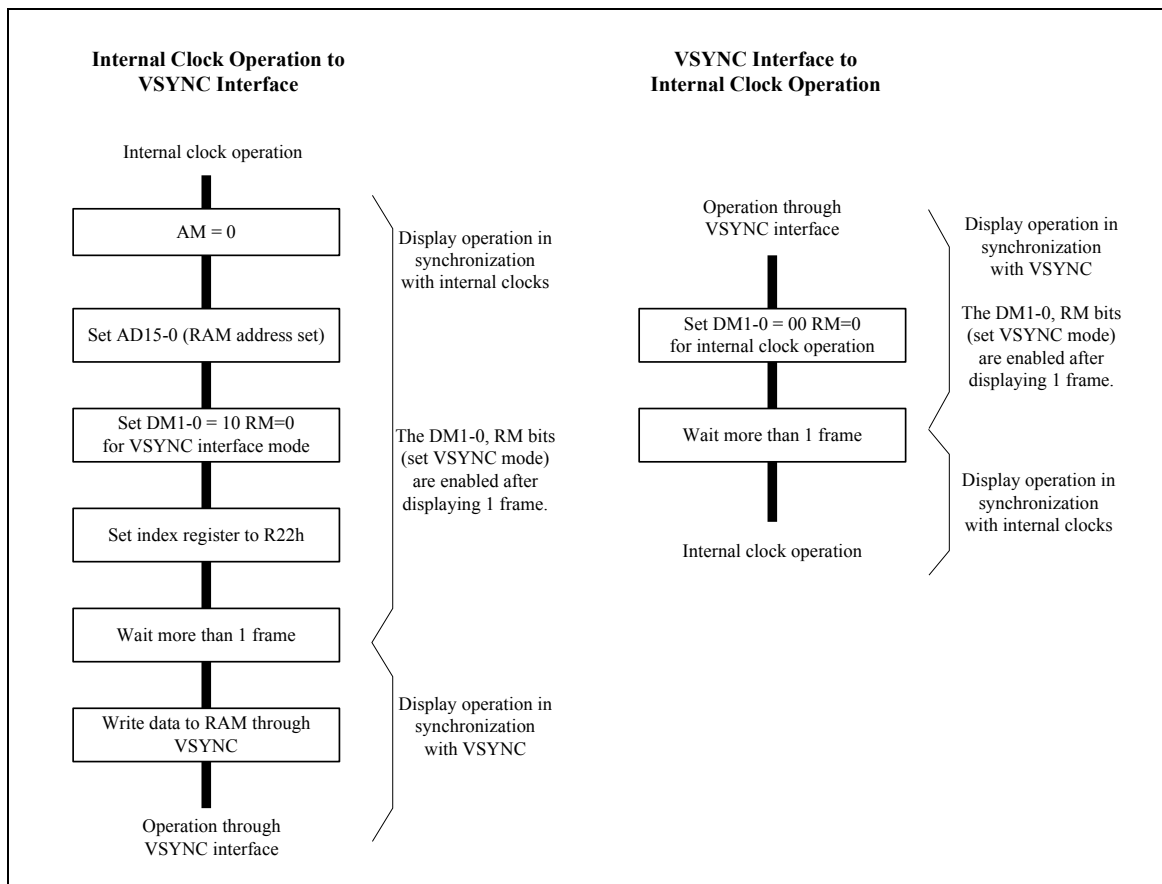 Internal Clock Operation to
VSYNC Interface
Internal clock operation
AM = 0
Set AD15-0 (RAM address set)
Set DM1-0 = 10 RM=0
for VSYNC interface mode
Set index register to R22h
Wait more than 1 frame
Write data to RAM through
VSYNC
Operation through
VSYNC interface
Display operation in
synchronization
with internal clocks
The DM1-0, RM bits
(set VSYNC mode)
are enabled after
displaying 1 frame.
Display operation in
synchronization
with VSYNC
VSYNC Interface to
Internal Clock Operation
Operation through
VSYNC interface
Set DM1-0 = 00 RM=0
for internal clock operation
Wait more than 1 frame
Internal clock operation
Display operation in
synchronization
with VSYNC
The DM1-0, RM bits
(set VSYNC mode)
are enabled after
displaying 1 frame.
Display operation in
synchronization
with internal clocks